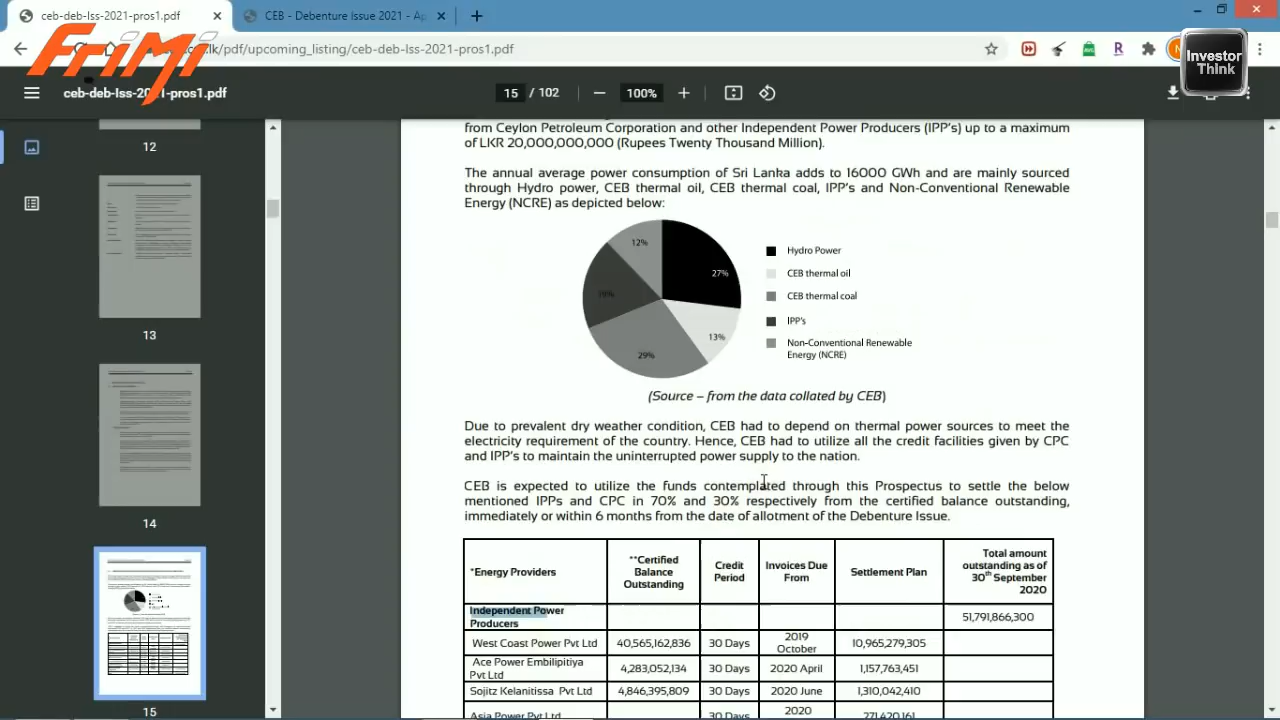 ceb-deb-lss-2021-pros1.pdf
CEB - Debenture Issue 2021 - Ap
FriMi
lk/pdf/upcoming_listing/ceb-deb-lss-2021-pros1.pdf
Investor
Think
ceb-deb-lss-2021-pros1.pdf
15 / 102
100%
12
13
14
15
from Ceylon Petroleum Corporation and other Independent Power Producers (IPP's) up to a maximum
of LKR 20,000,000,000 (Rupees Twenty Thousand Million).
The annual average power consumption of Sri Lanka adds to 16000 GWh and are mainly sourced
through Hydro power, CEB thermal oil, CEB thermal coal, IPP's and Non-Conventional Renewable
Energy (NCRE) as depicted below:
12%
27%
19%
13%
29%
Hydro Power
CEB thermal oil
CEB thermal coal
IPP's
Non-Conventional Renewable
Energy (NCRE)
(Source – from the data collated by CEB)
Due to prevalent dry weather condition, CEB had to depend on thermal power sources to meet the
electricity requirement of the country. Hence, CEB had to utilize all the credit facilities given by CPC
and IPP's to maintain the uninterrupted power supply to the nation.
CEB is expected to utilize the funds contemplated through this Prospectus to settle the below
mentioned IPPs and CPC in 70% and 30% respectively from the certified balance outstanding,
immediately or within 6 months from the date of allotment of the Debenture Issue.
*Energy Providers
**Certified
Balance
Outstanding
Credit
Period
Invoices Due
From
Settlement Plan
Total amount
outstanding as of
30th September
2020
Independent Power
Producers
51,791,866,300
West Coast Power Pvt Ltd 40,565,162,836 30 Days 2019 October 10,965,279,305
Ace Power Embilipitiya
Pvt Ltd 4,283,052,134 30 Days 2020 April 1,157,763,451
Sojitz Kelanitissa Pvt Ltd 4,846,395,809 30 Days 2020 June 1,310,042,410
Asia Power Pvt Ltd 30 Days 2020 271,420,161